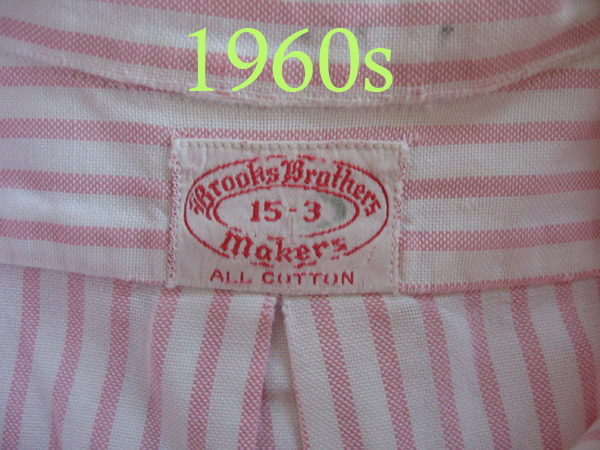 1960s
Brooks Brothers
15-3
Makers
ALL COTTON